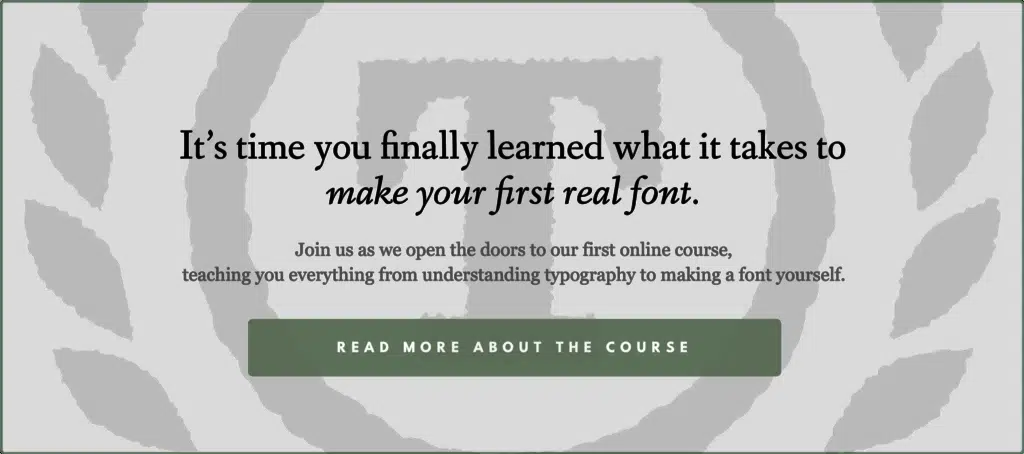 T
It's time you finally learned what it takes to
make your first real font.
Join us as we open the doors to our first online course,
teaching you everything from understanding typography to making a font yourself.
READ MORE ABOUT THE COURSE